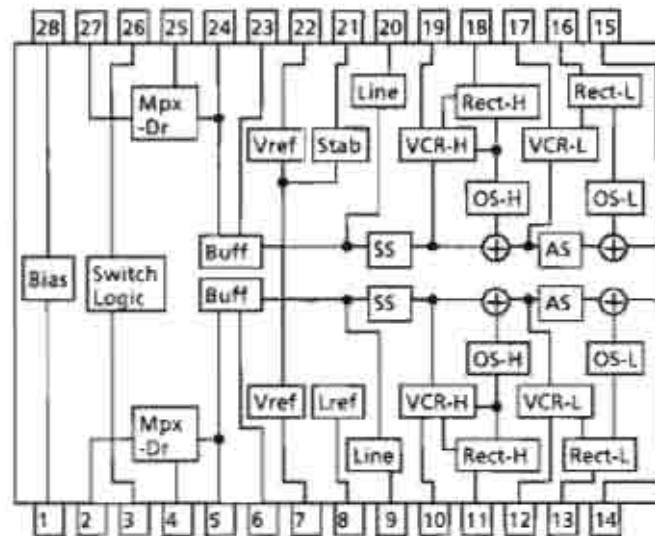 28 27 26 25 24 23 22 21 20 19 18 17 16 15
Mpx
-Dr
Line
Rect-H
Rect-L
Vref
Stab
VCR-H
VCR-L
OS-H
OS-L
Buff
SS
AS
Bias
Switch
Logic
Buff
SS
AS
OS-H
OS-L
Vref
Lref
VCR-H
VCR-L
Mpx
-Dr
Line
Rect-H
Rect-L
1 2 3 4 5 6 7 8 9 10 11 12 13 14